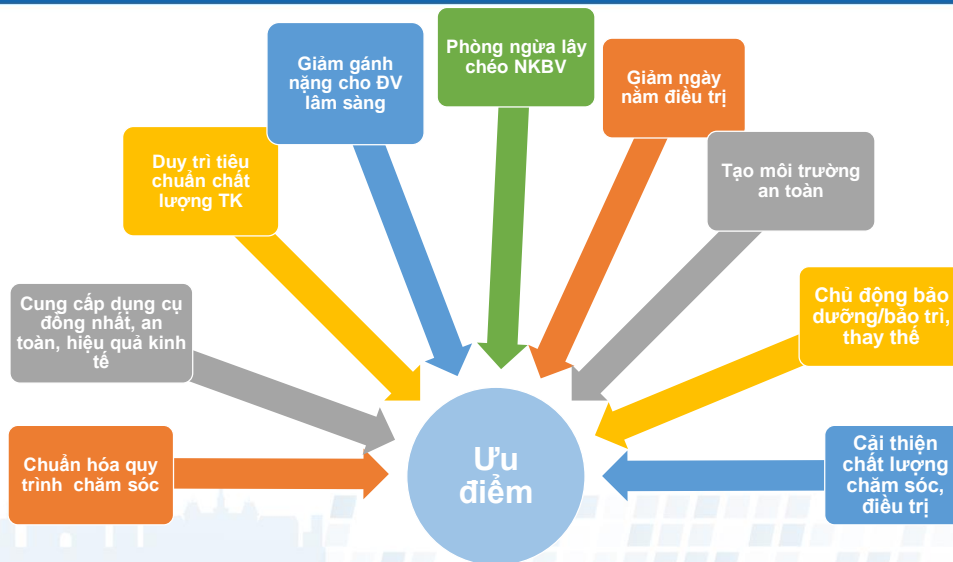 Phòng ngừa lây
chéo NKBV
Giảm gánh
nặng cho ĐV
lâm sàng
Giảm ngày
nằm điều trị
Duy trì tiêu
chuẩn chất
lượng TK
Tạo môi trường
an toàn
Cung cấp dụng cụ
đồng nhất, an
toàn, hiệu quả kinh
tế
Chủ động bảo
dưỡng/bảo trì,
thay thế
Chuẩn hóa quy
trình chăm sóc
Ưu
điểm
Cải thiện
chất lượng
chăm sóc,
điều trị